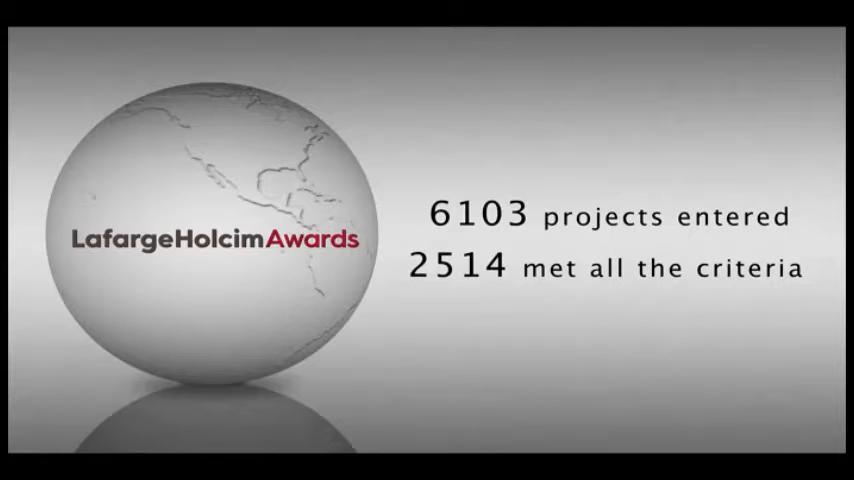 LafargeHolcimAwards
6103 projects entered
2514 met all the criteria